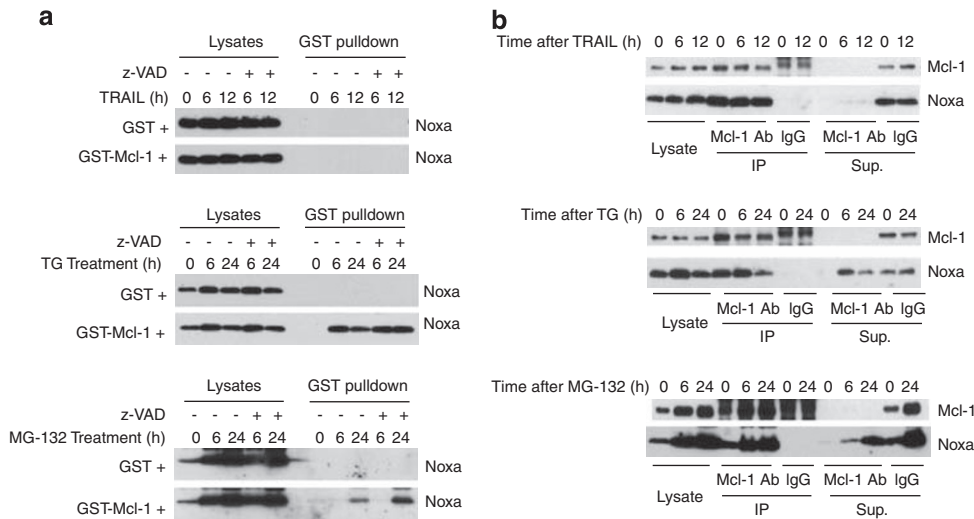 a
Lysates GST pulldown
z-VAD - - - + + - - - + +
TRAIL (h) 0 6 12 6 12 0 6 12 6 12
GST + Noxa
GST-Mcl-1 + Noxa
Lysates GST pulldown
z-VAD - - - + + - - - + +
TG Treatment (h) 0 6 24 6 24 0 6 24 6 24
GST + Noxa
GST-Mcl-1 + Noxa
Lysates GST pulldown
z-VAD - - - + + - - - + +
MG-132 Treatment (h) 0 6 24 6 24 0 6 24 6 24
GST + Noxa
GST-Mcl-1 + Noxa
b
Time after TRAIL (h) 0 6 12 0 6 12 0 12 0 6 12 0 12
Mcl-1
Noxa
Lysate Mcl-1 Ab IgG Mcl-1 Ab IgG
IP Sup.
Time after TG (h) 0 6 24 0 6 24 0 24 0 6 24 0 24
Mcl-1
Noxa
Lysate Mcl-1 Ab IgG Mcl-1 Ab IgG
IP Sup.
Time after MG-132 (h) 0 6 24 0 6 24 0 24 0 6 24 0 24
Mcl-1
Noxa
Lysate Mcl-1 Ab IgG Mcl-1 Ab IgG
IP Sup.